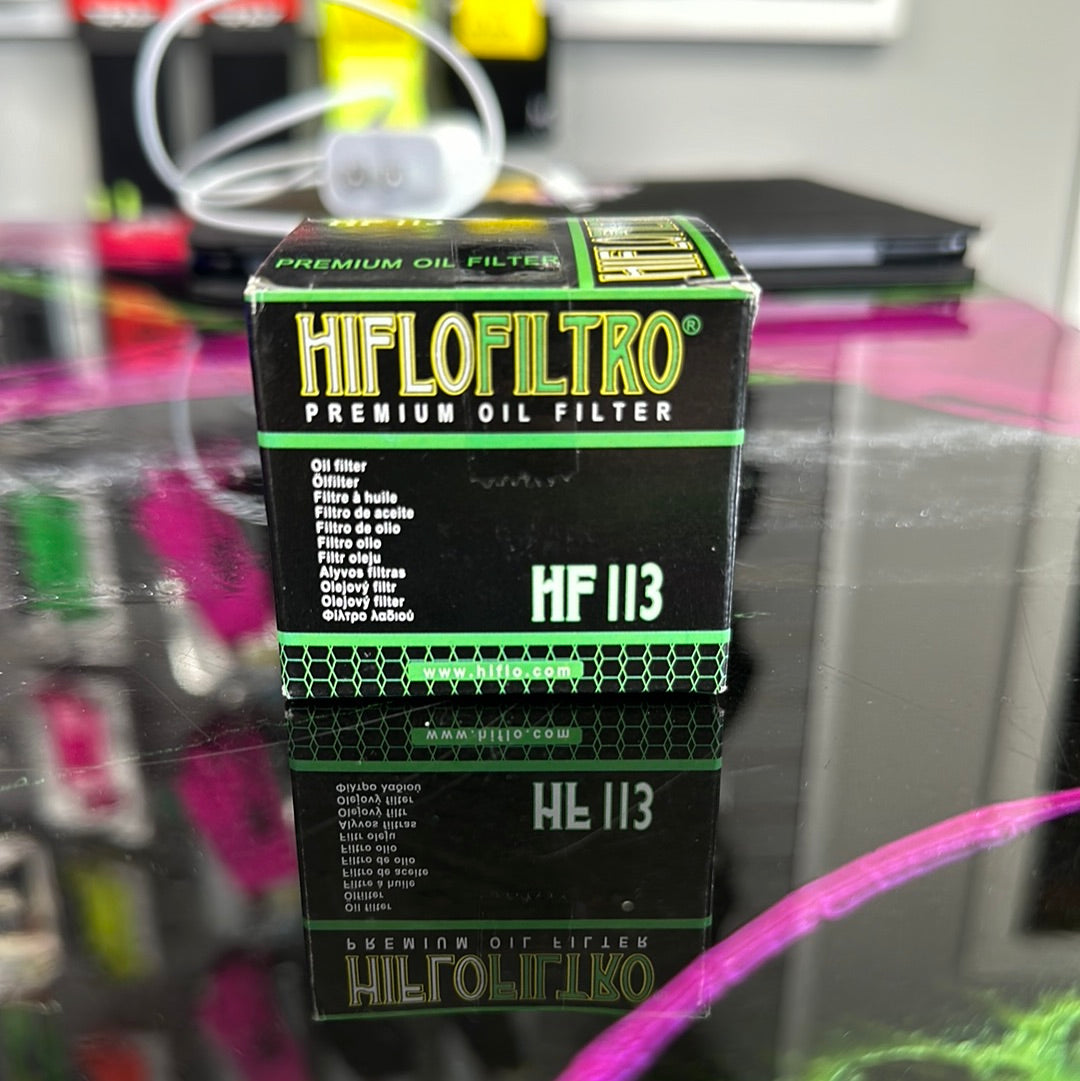 HF113
PREMIUM OIL FILTER
HIFLOFILTRO
HIFLOFILTRO®
PREMIUM OIL FILTER
Oil filter
Ölfilter
Filtre à huile
Filtro de aceite
Filtro de olio
Filtro olio
Filtr oleju
Alyvos filtras
Olejový filtr
Olejový filter
Φίλτρο λαδιού
HF113
www.hiflo.com